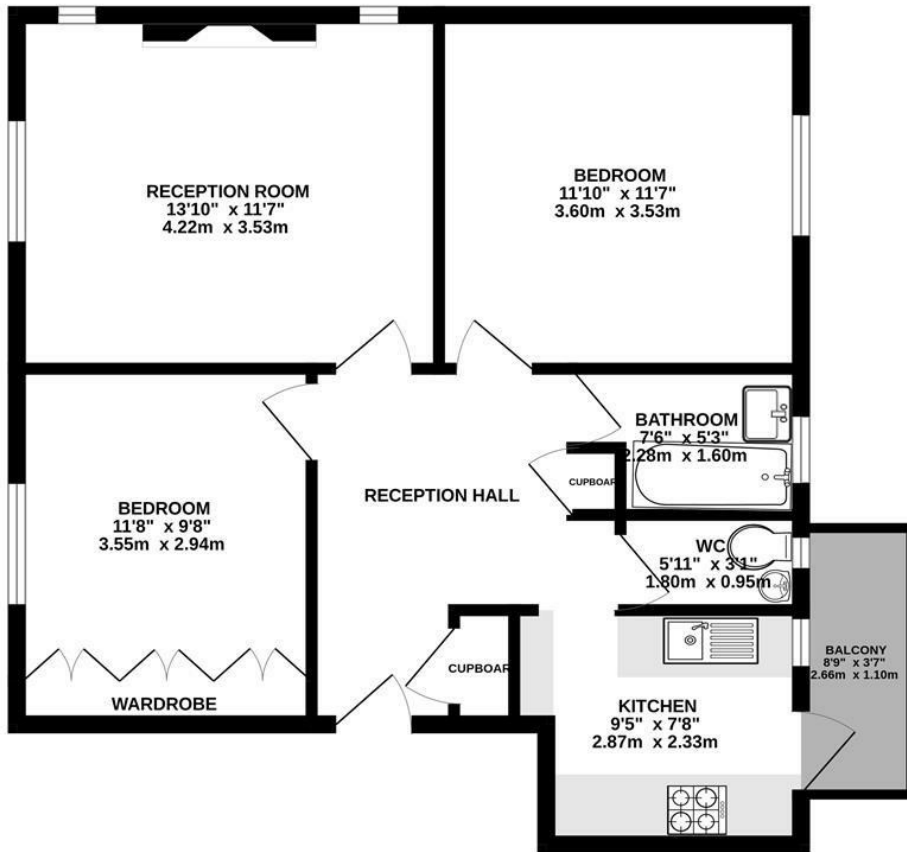 RECEPTION ROOM
13'10" x 11'7"
4.22m x 3.53m
BEDROOM
11'10" x 11'7"
3.60m x 3.53m
BATHROOM
7'6" x 5'3"
2.28m x 1.60m
CUPBOAR
RECEPTION HALL
BEDROOM
11'8" x 9'8"
3.55m x 2.94m
WARDROBE
WC
5'11" x 3'1"
1.80m x 0.95m
CUPBOAR
KITCHEN
9'5" x 7'8"
2.87m x 2.33m
BALCONY
8'9" x 3'7"
2.66m x 1.10m